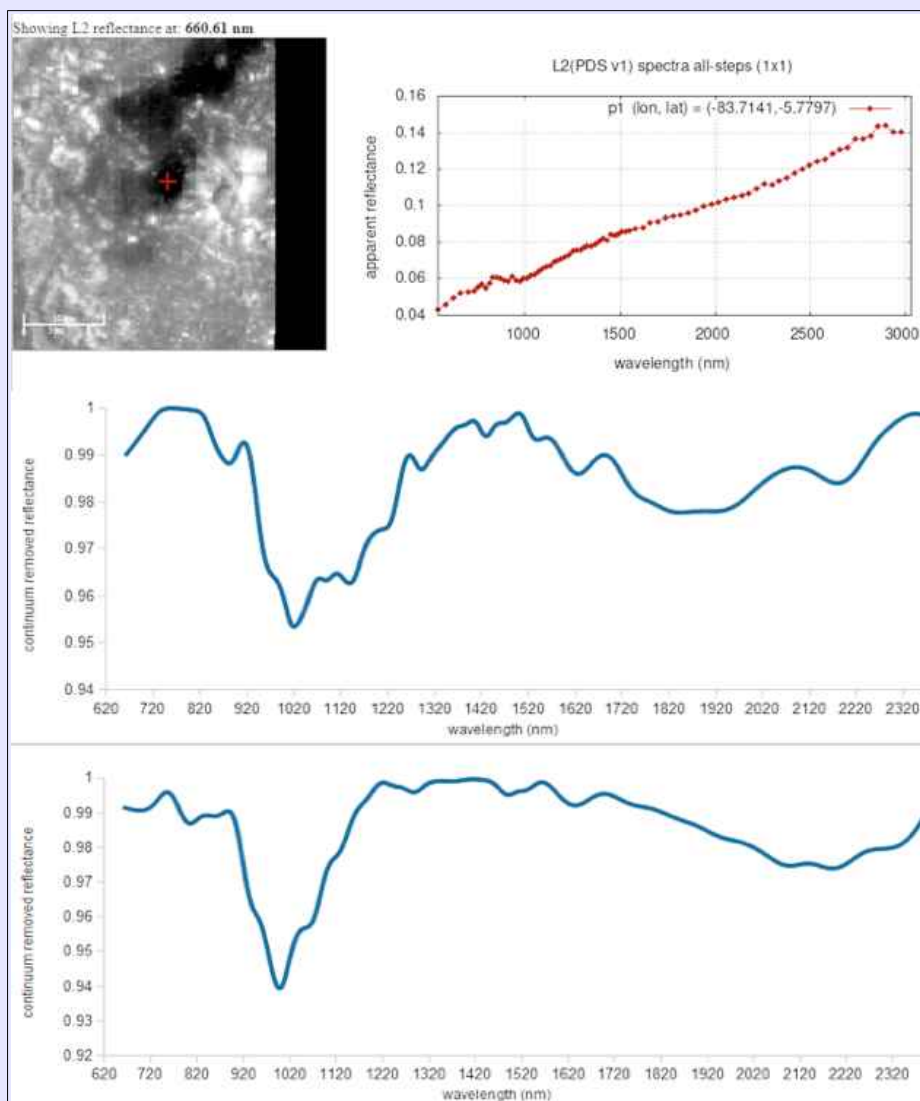 Showing L2 reflectance at: 660.61 nm
L2(PDS v1) spectra all-steps (1x1)
p1 (lon, lat) = (-83.7141,-5.7797)
apparent reflectance
0.16
0.14
0.12
0.1
0.08
0.06
0.04
1000 1500 2000 2500 3000
wavelength (nm)
continuum removed reflectance
1
0.99
0.98
0.97
0.96
0.95
0.94
620 720 820 920 1020 1120 1220 1320 1420 1520 1620 1720 1820 1920 2020 2120 2220 2320
wavelength (nm)
continuum removed reflectance
1
0.99
0.98
0.97
0.96
0.95
0.94
0.93
0.92
620 720 820 920 1020 1120 1220 1320 1420 1520 1620 1720 1820 1920 2020 2120 2220 2320
wavelength (nm)